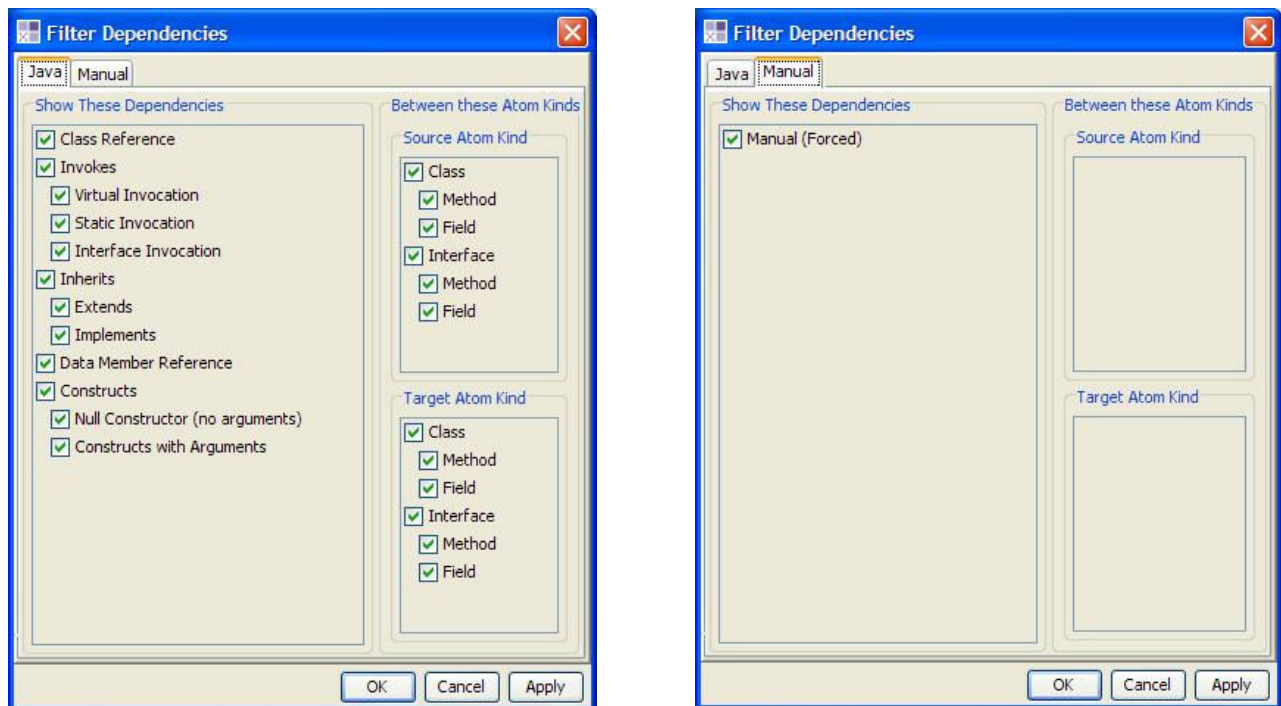 Filter Dependencies
Java Manual
Show These Dependencies
Class Reference
Invokes
Virtual Invocation
Static Invocation
Interface Invocation
Inherits
Extends
Implements
Data Member Reference
Constructs
Null Constructor (no arguments)
Constructs with Arguments
Between these Atom Kinds
Source Atom Kind
Class
Method
Field
Interface
Method
Field
Target Atom Kind
Class
Method
Field
Interface
Method
Field
OK Cancel Apply
Filter Dependencies
Java Manual
Show These Dependencies
Manual (Forced)
Between these Atom Kinds
Source Atom Kind
Target Atom Kind
OK Cancel Apply